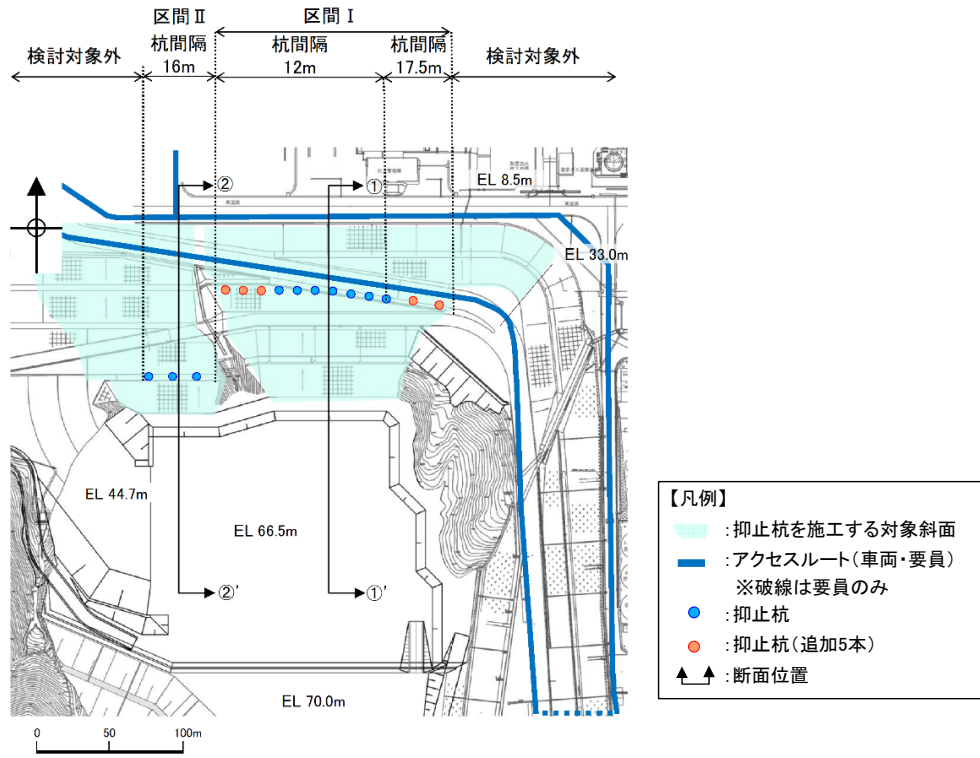 区間Ⅱ
区間Ⅰ
検討対象外
杭間隔
16m
杭間隔
12m
杭間隔
17.5m
検討対象外
②
①
EL 8.5m
EL 33.0m
EL 44.7m
EL 66.5m
②’
①’
EL 70.0m
0 50 100m
【凡例】
:抑止杭を施工する対象斜面
:アクセスルート(車両・要員)
※破線は要員のみ
:抑止杭
:抑止杭(追加5本)
:断面位置